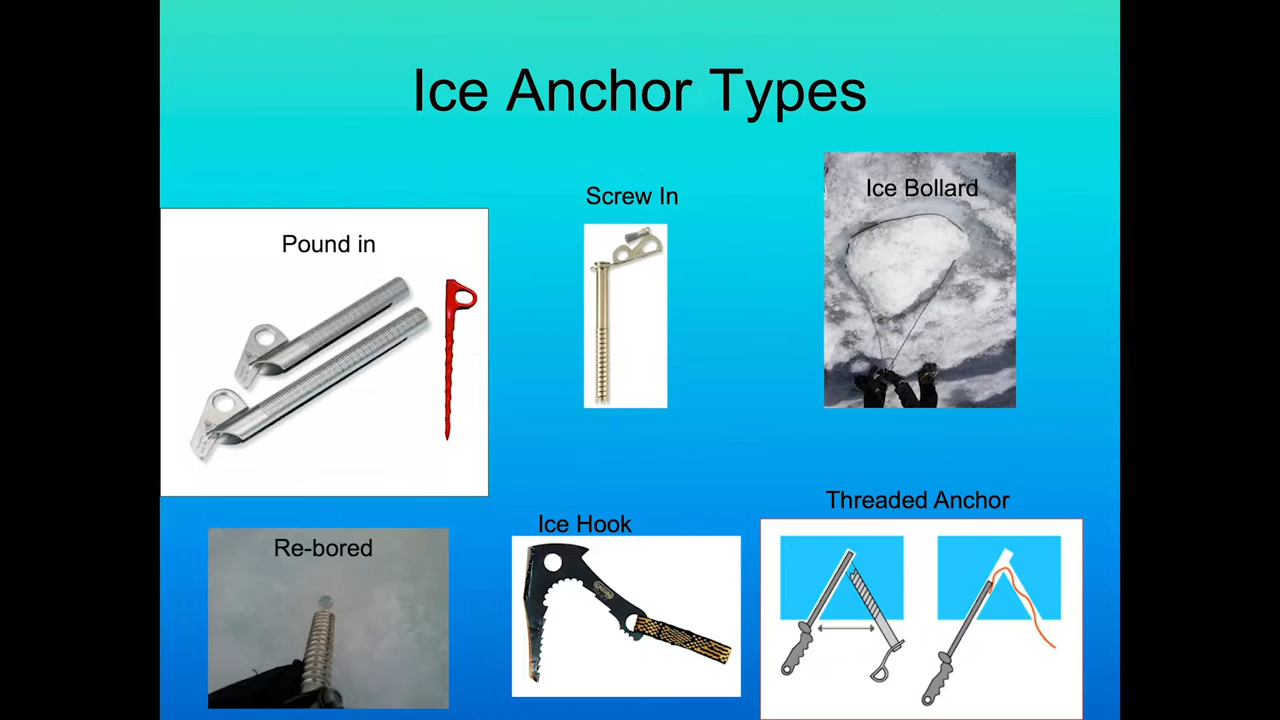 Ice Anchor Types
Pound in
Screw In
Ice Bollard
Re-bored
Ice Hook
Threaded Anchor